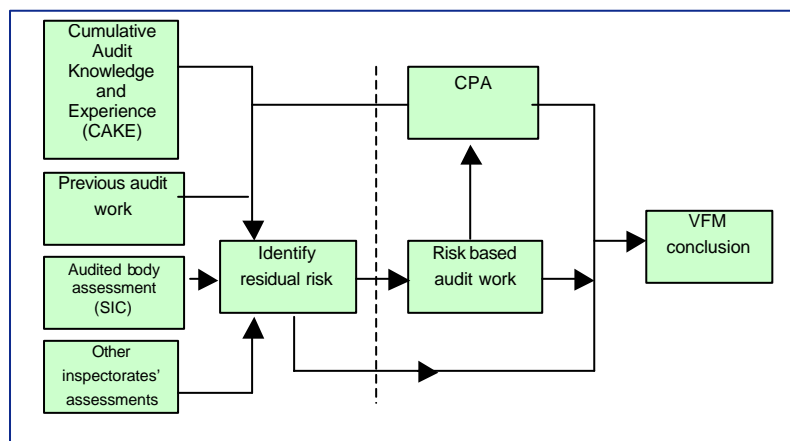 Cumulative
Audit
Knowledge
and
Experience
(CAKE)
Previous audit
work
Audited body
assessment
(SIC)
Other
inspectorates' assessments
Identify
residual risk
CPA
Risk based
audit work
VFM
conclusion